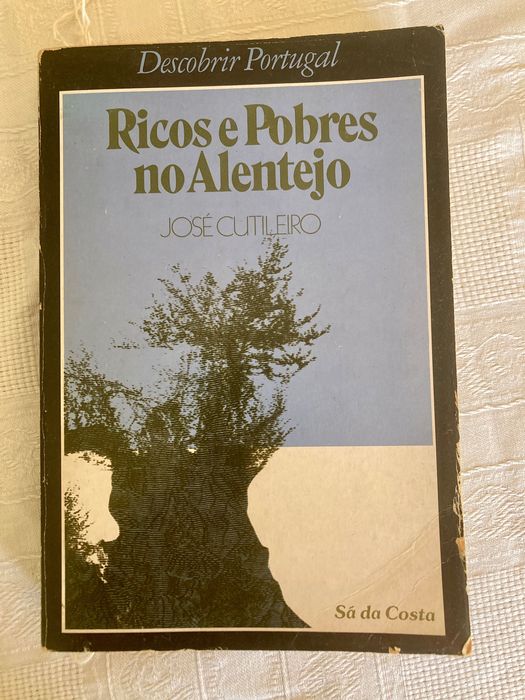 Descobrir Portugal
Ricos e Pobres
no Alentejo
JOSÉ CUTILEIRO
Sá da Costa